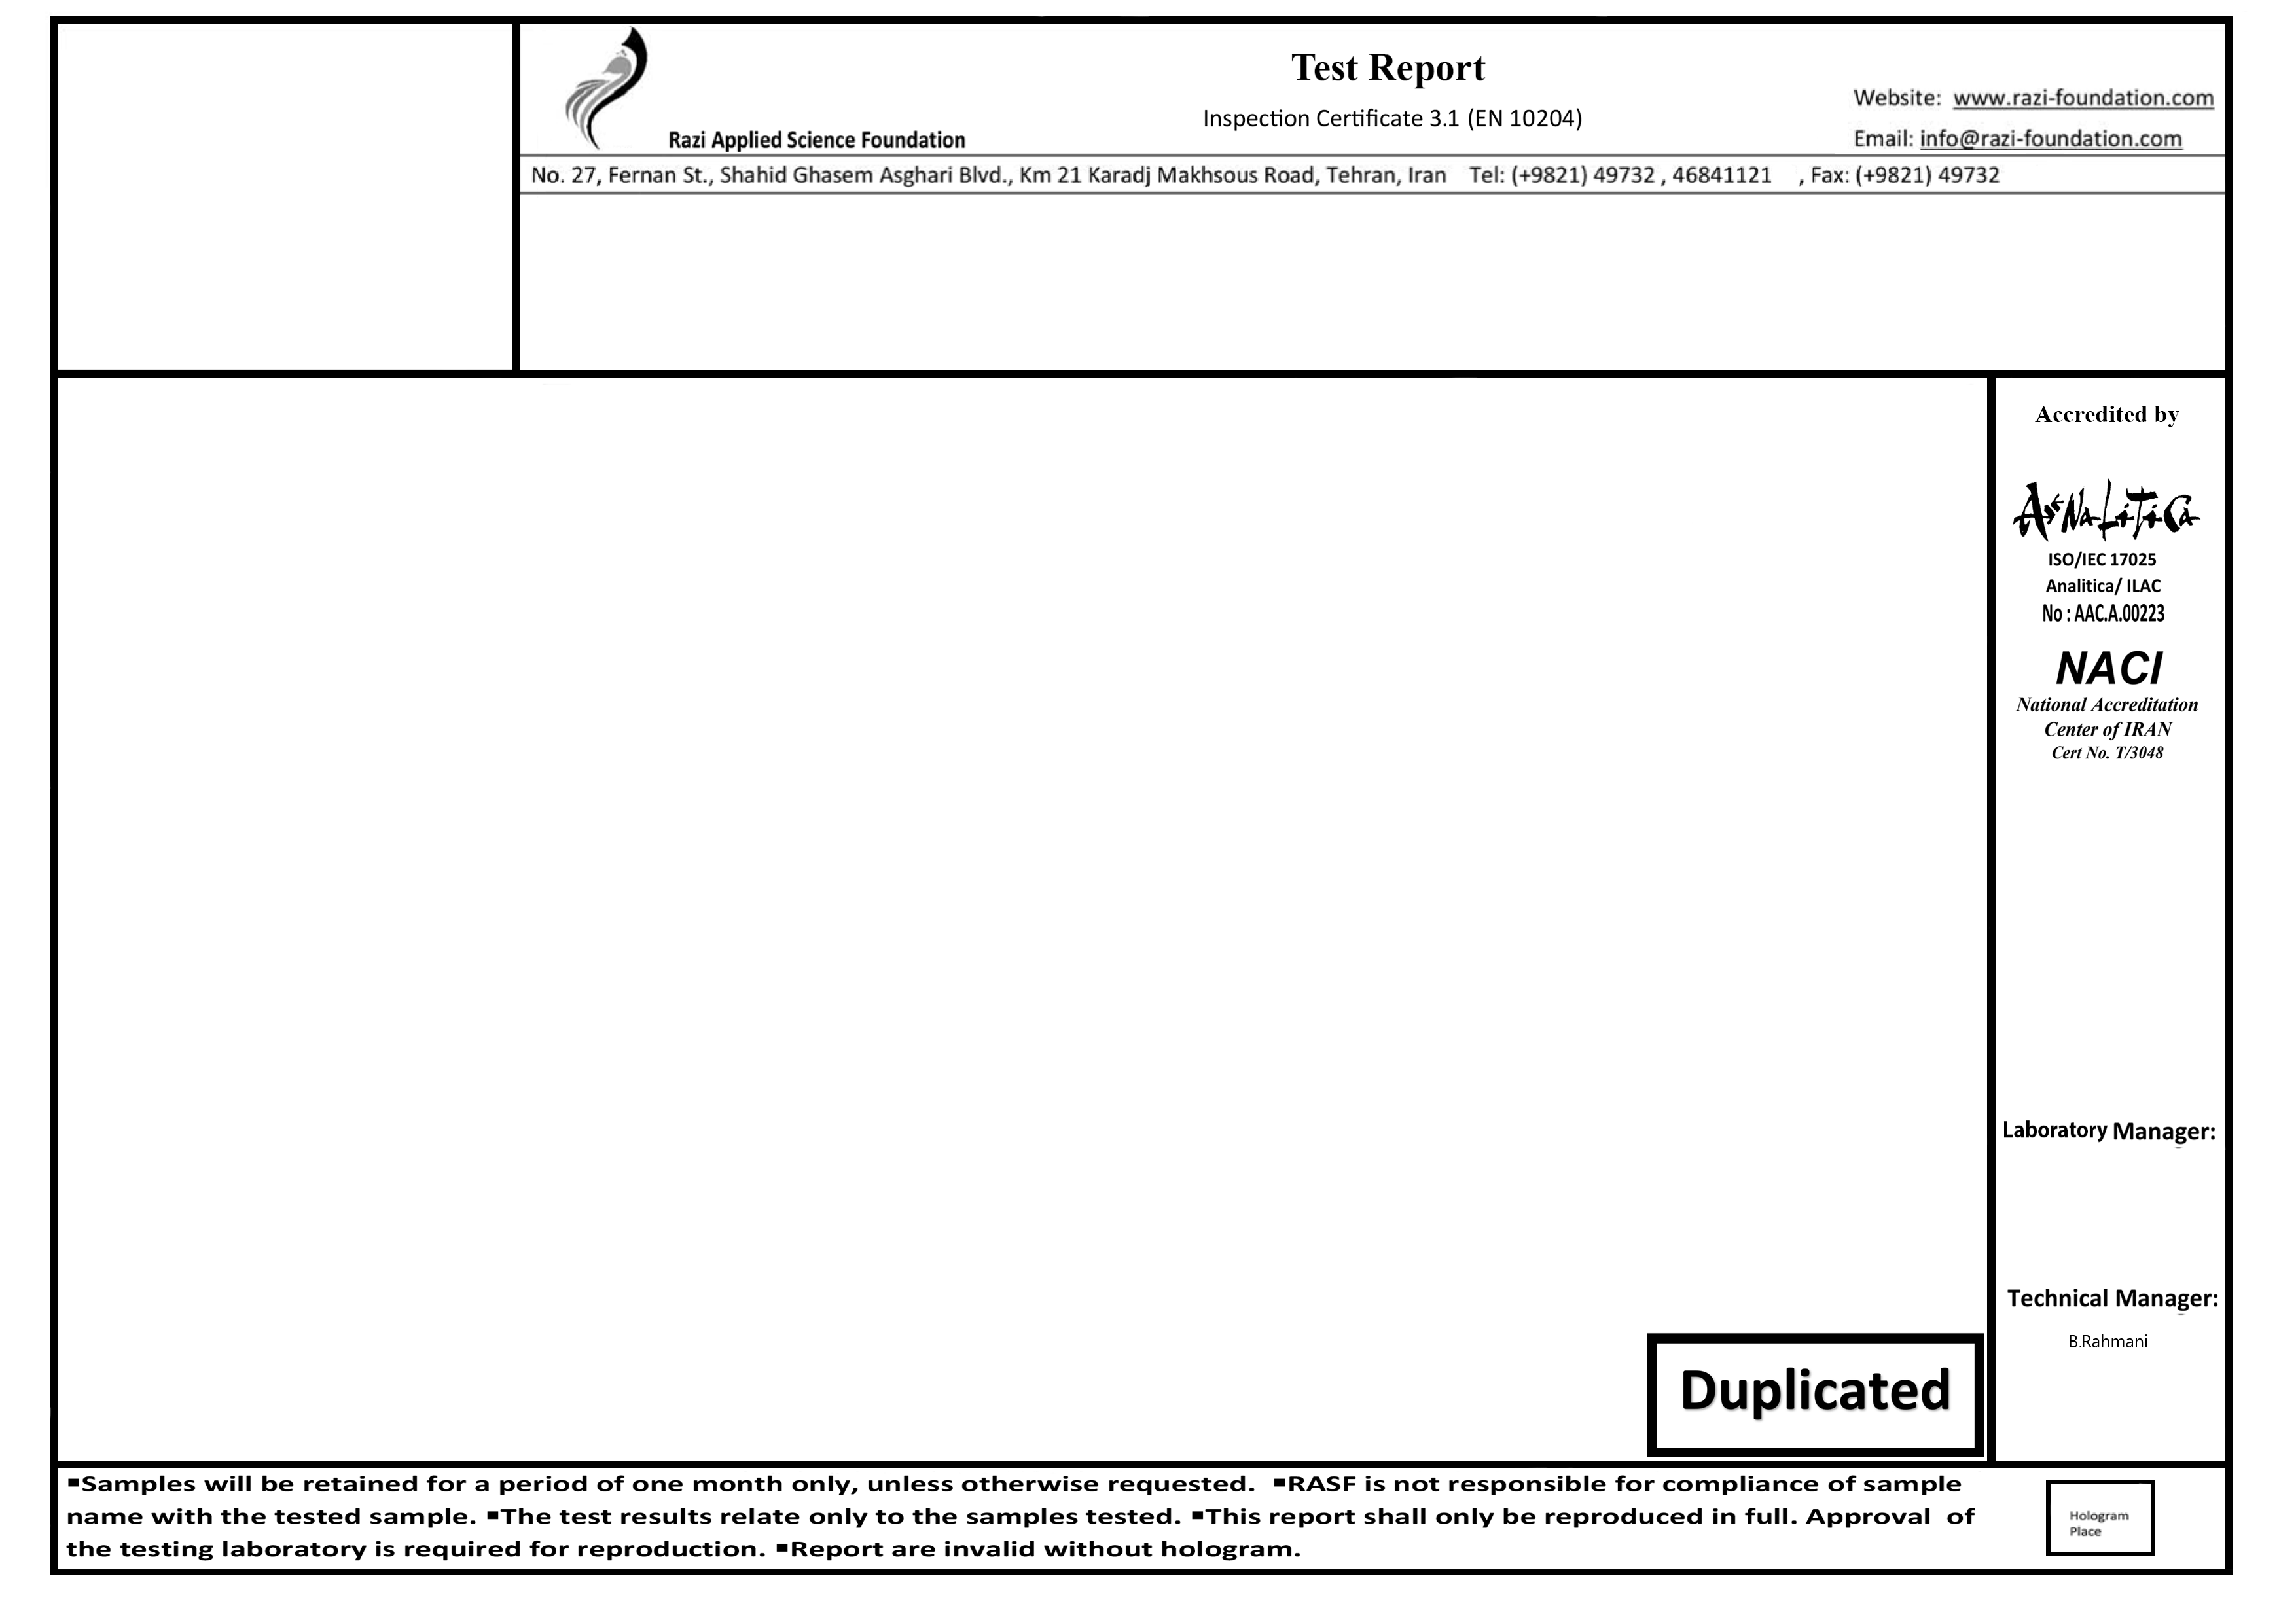 Test Report
Inspection Certificate 3.1 (EN 10204)
Website: www.razi-foundation.com
Razi Applied Science Foundation
Email: info@razi-foundation.com
No. 27, Fernan St., Shahid Ghasem Asghari Blvd., Km 21 Karadj Makhsous Road, Tehran, Iran Tel: (+9821) 49732 , 46841121 , Fax: (+9821) 49732
Accredited by
AnaLiTiCa
ISO/IEC 17025
Analitica/ ILAC
No : AAC.A.00223
NACI
National Accreditation
Center of IRAN
Cert No. T/3048
Laboratory Manager:
Technical Manager:
B.Rahmani
Duplicated
▪Samples will be retained for a period of one month only, unless otherwise requested. ▪RASF is not responsible for compliance of sample
name with the tested sample. ▪The test results relate only to the samples tested. ▪This report shall only be reproduced in full. Approval of
the testing laboratory is required for reproduction. ▪Report are invalid without hologram.
Hologram
Place